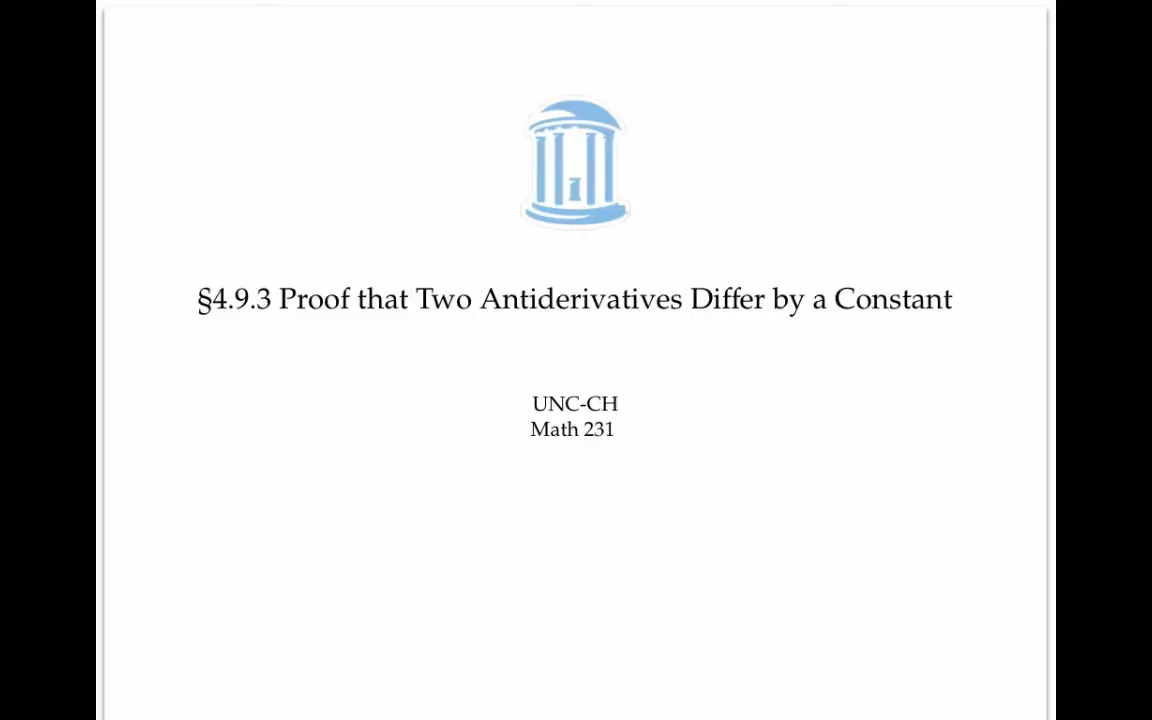 §4.9.3 Proof that Two Antiderivatives Differ by a Constant
UNC-CH
Math 231